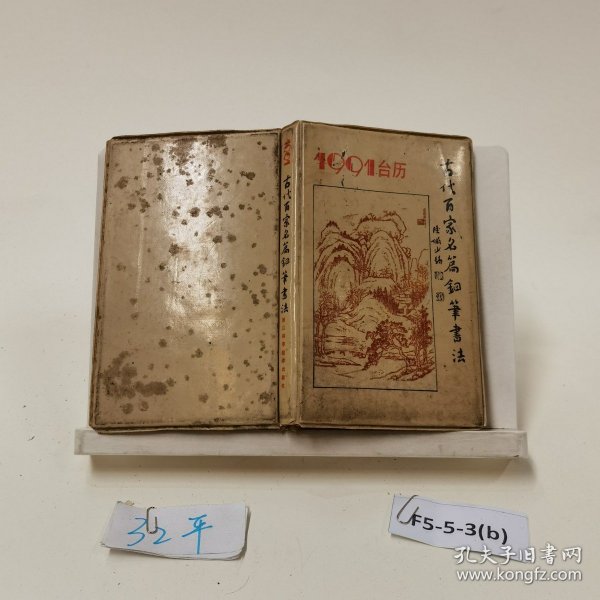 1991台历
古代百家名篇钢笔书法
古代百家名篇钢笔书法
32平
F5-5-3(b)
孔夫子旧书网
www.kongfz.com